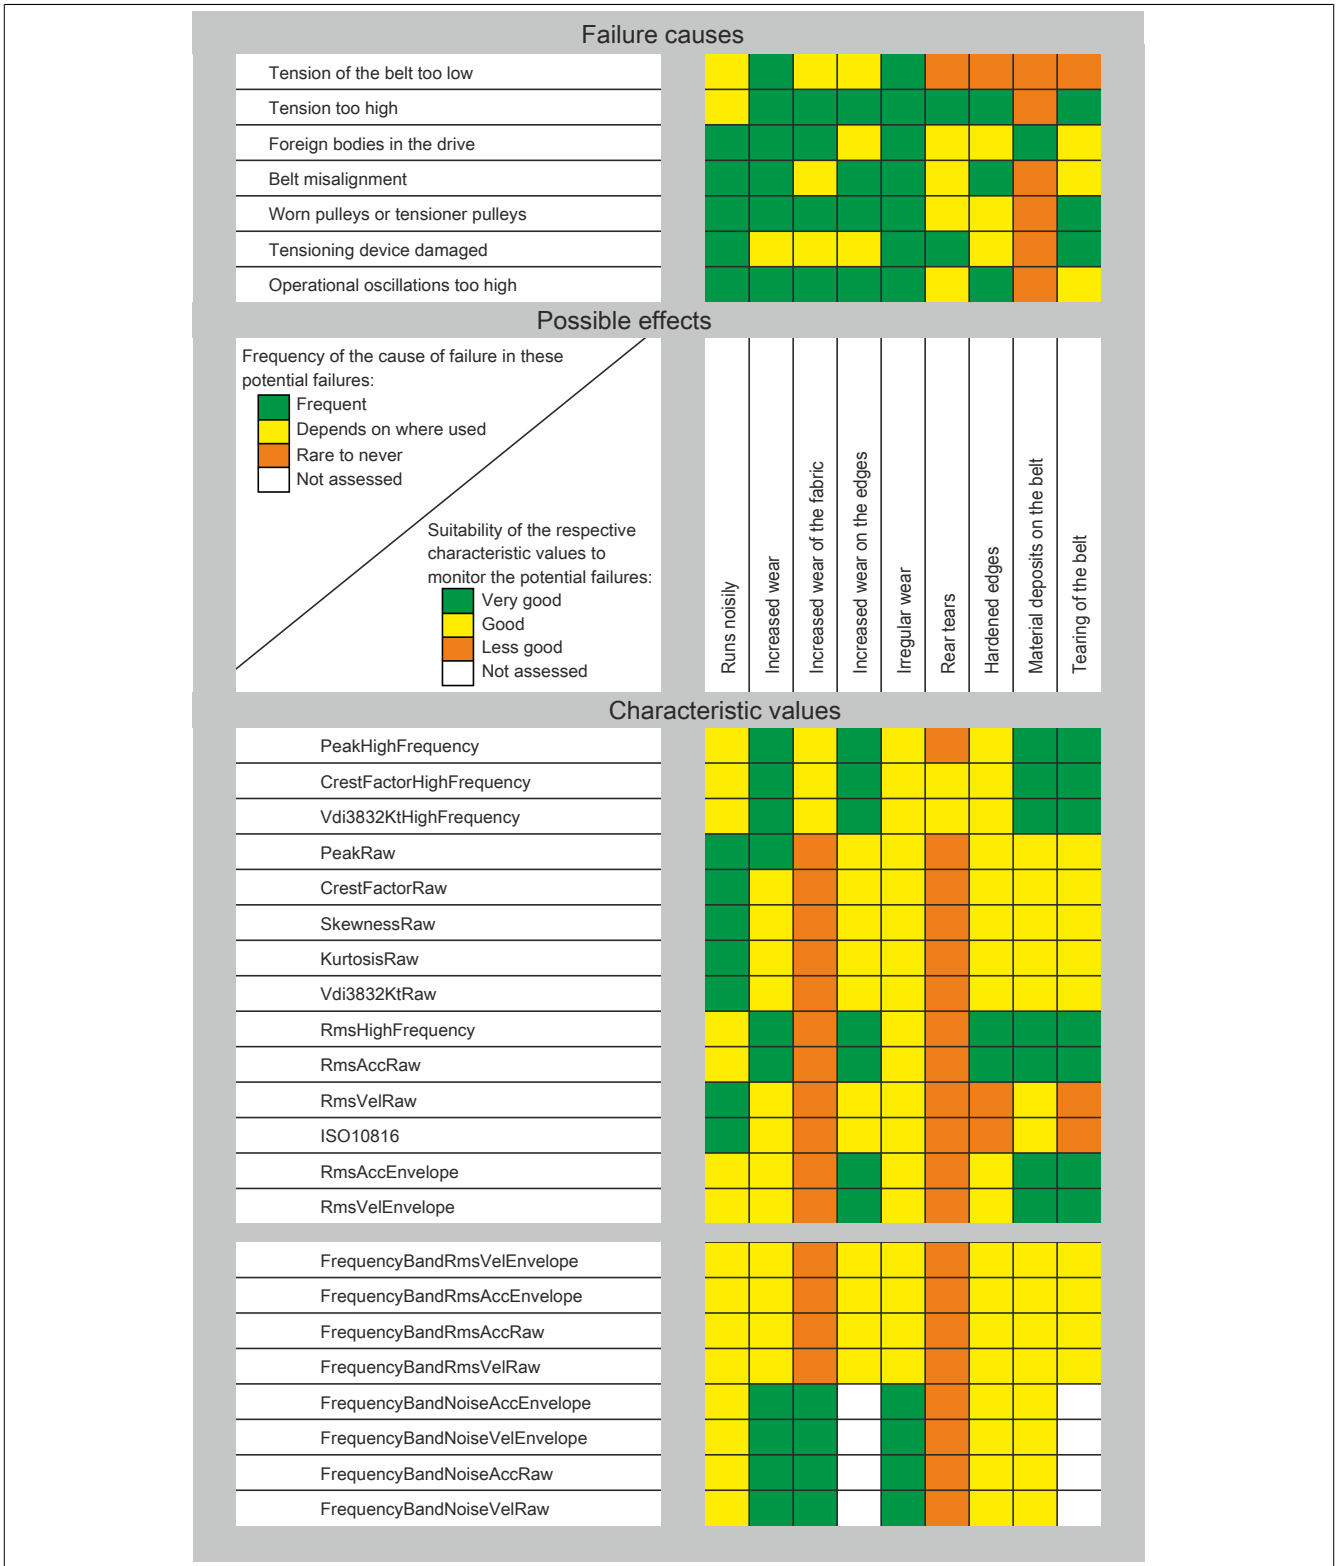 Failure causes
Tension of the belt too low
Tension too high
Foreign bodies in the drive
Belt misalignment
Worn pulleys or tensioner pulleys
Tensioning device damaged
Operational oscillations too high
Possible effects
Frequency of the cause of failure in these
potential failures:
Frequent
Depends on where used
Rare to never
Not assessed
Suitability of the respective
characteristic values to
monitor the potential failures:
Very good
Good
Less good
Not assessed
Runs noisily
Increased wear
Increased wear of the fabric
Increased wear on the edges
Irregular wear
Rear tears
Hardened edges
Material deposits on the belt
Tearing of the belt
Characteristic values
PeakHighFrequency
CrestFactorHighFrequency
Vdi3832KtHighFrequency
PeakRaw
CrestFactorRaw
SkewnessRaw
KurtosisRaw
Vdi3832KtRaw
RmsHighFrequency
RmsAccRaw
RmsVelRaw
ISO10816
RmsAccEnvelope
RmsVelEnvelope
FrequencyBandRmsVelEnvelope
FrequencyBandRmsAccEnvelope
FrequencyBandRmsAccRaw
FrequencyBandRmsVelRaw
FrequencyBandNoiseAccEnvelope
FrequencyBandNoiseVelEnvelope
FrequencyBandNoiseAccRaw
FrequencyBandNoiseVelRaw